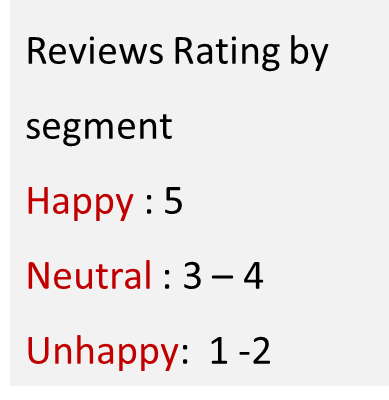 Reviews Rating by
segment
Happy : 5
Neutral : 3 – 4
Unhappy:  1 -2